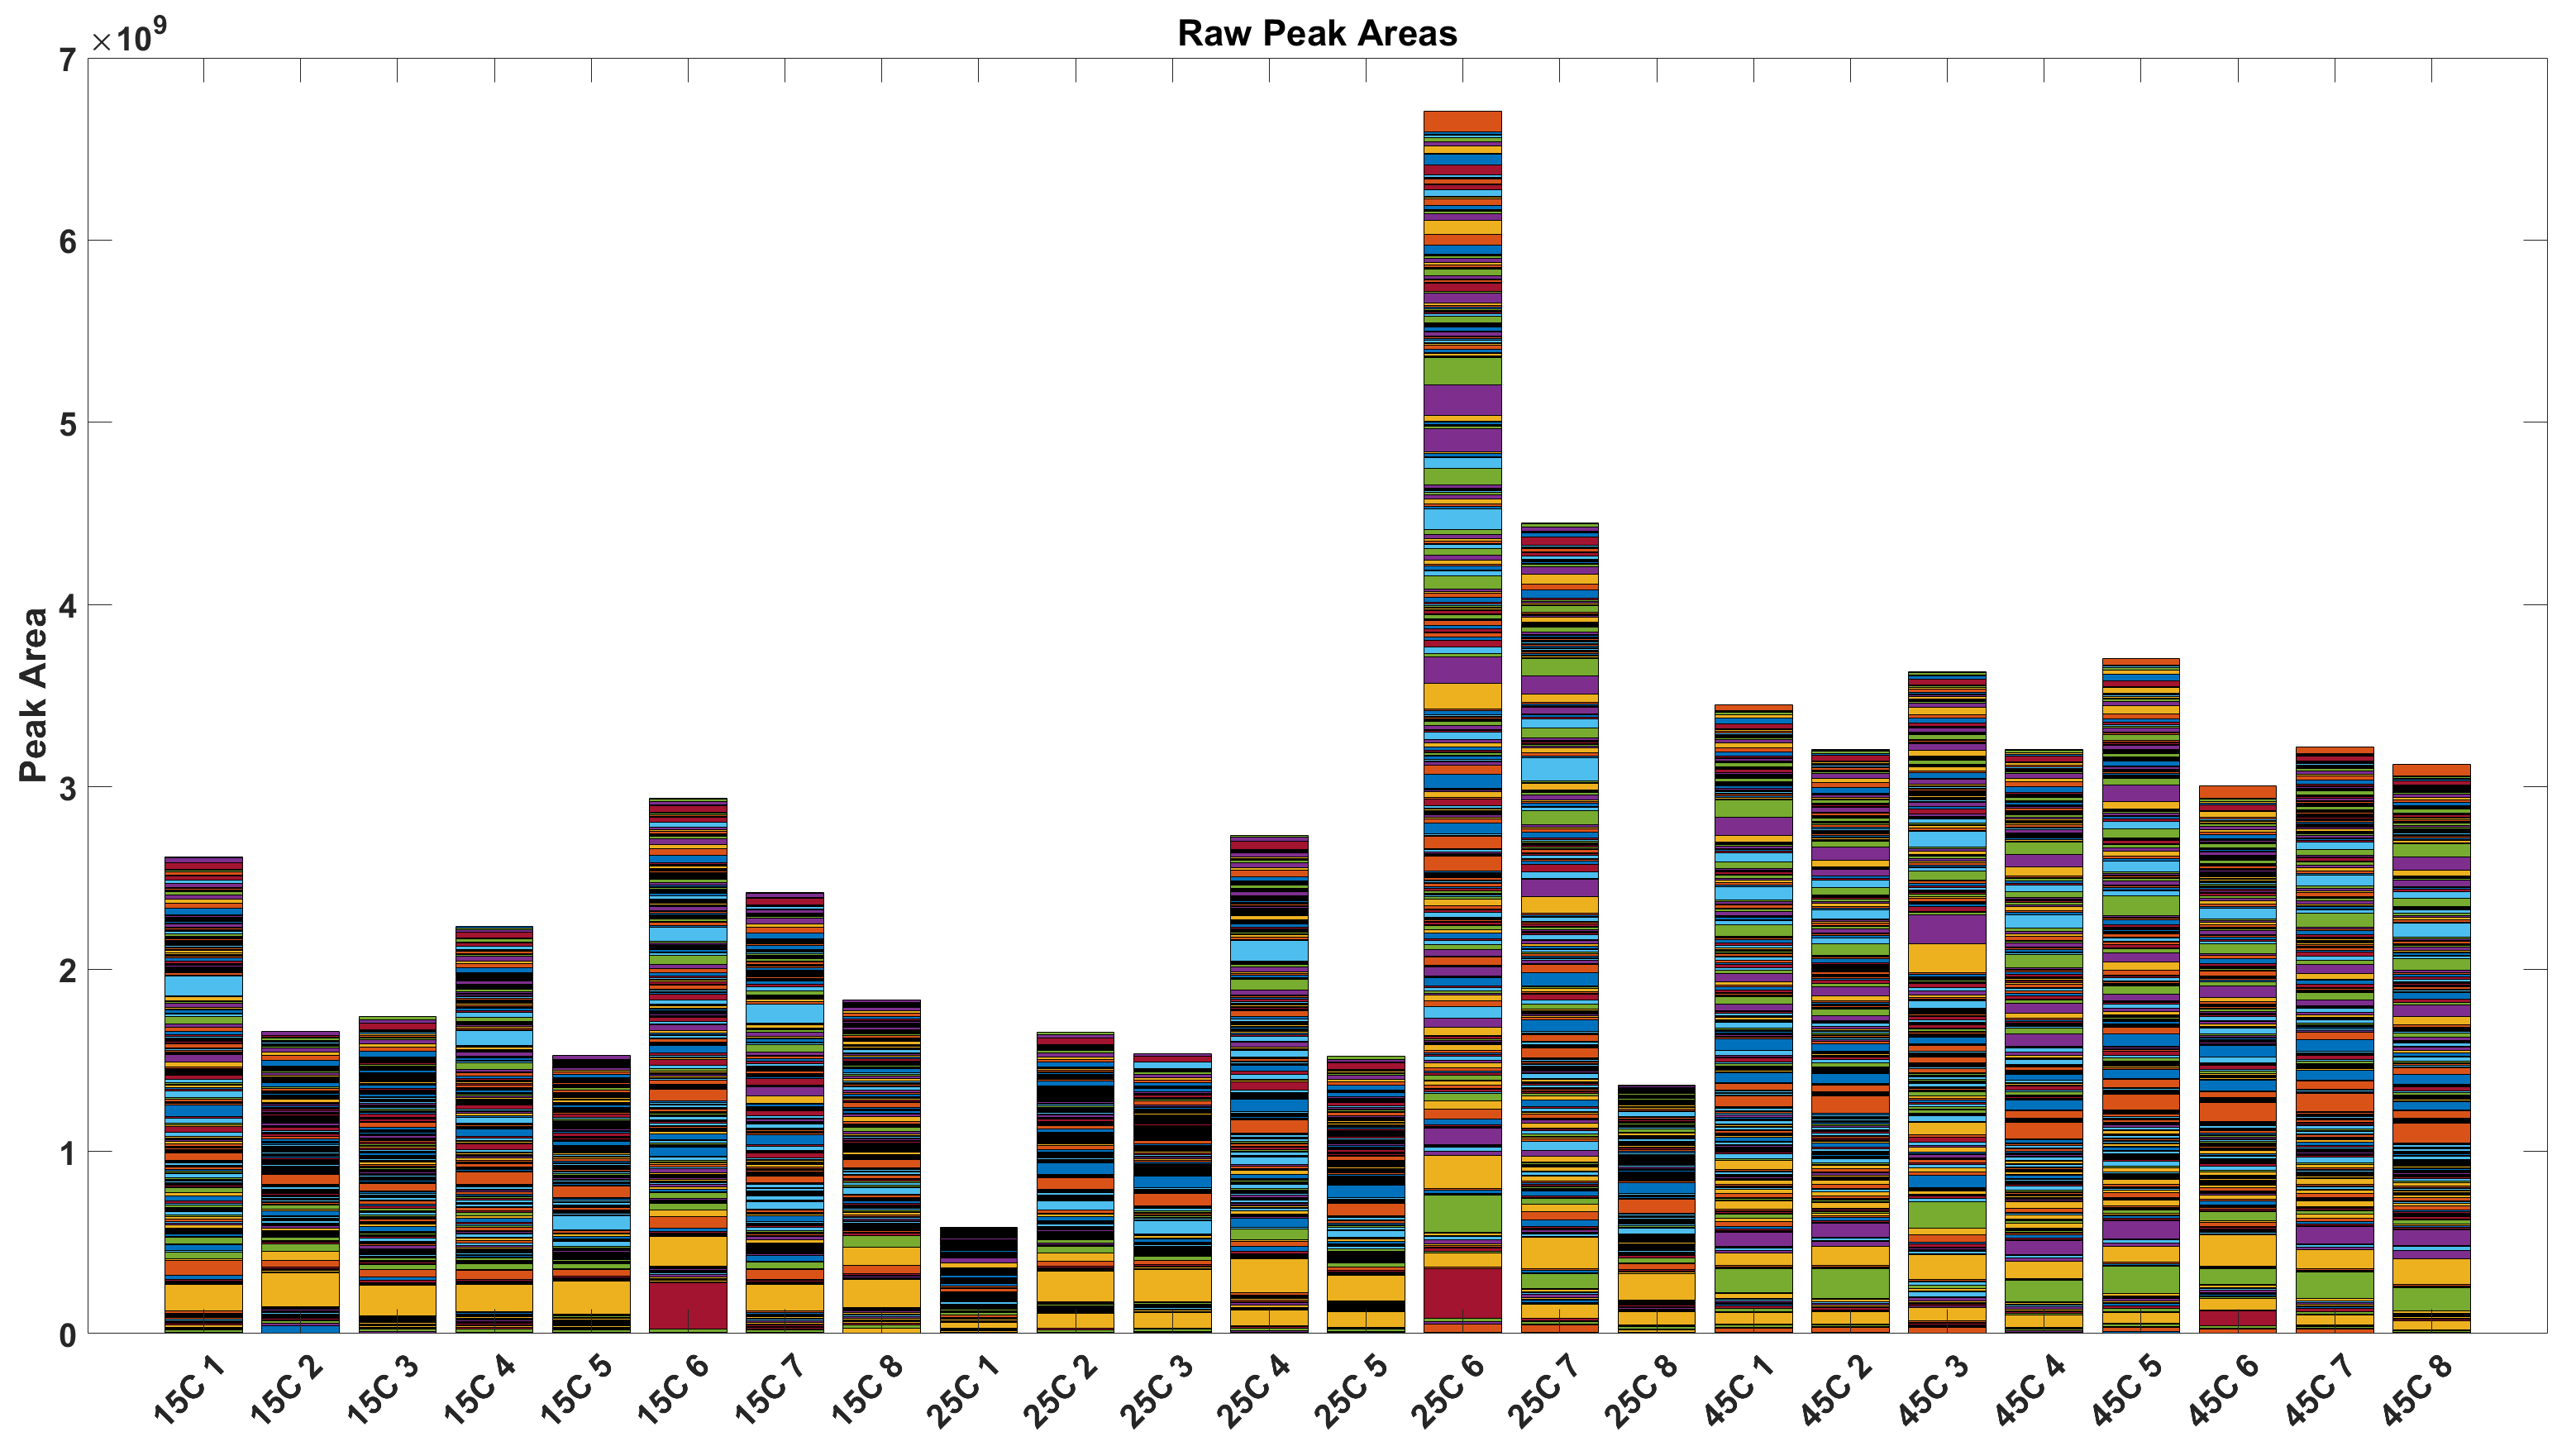 Raw Peak Areas
×10^9
7
6
5
4
3
2
1
0
Peak Area
15C 1
15C 2
15C 3
15C 4
15C 5
15C 6
15C 7
15C 8
25C 1
25C 2
25C 3
25C 4
25C 5
25C 6
25C 7
25C 8
45C 1
45C 2
45C 3
45C 4
45C 5
45C 6
45C 7
45C 8